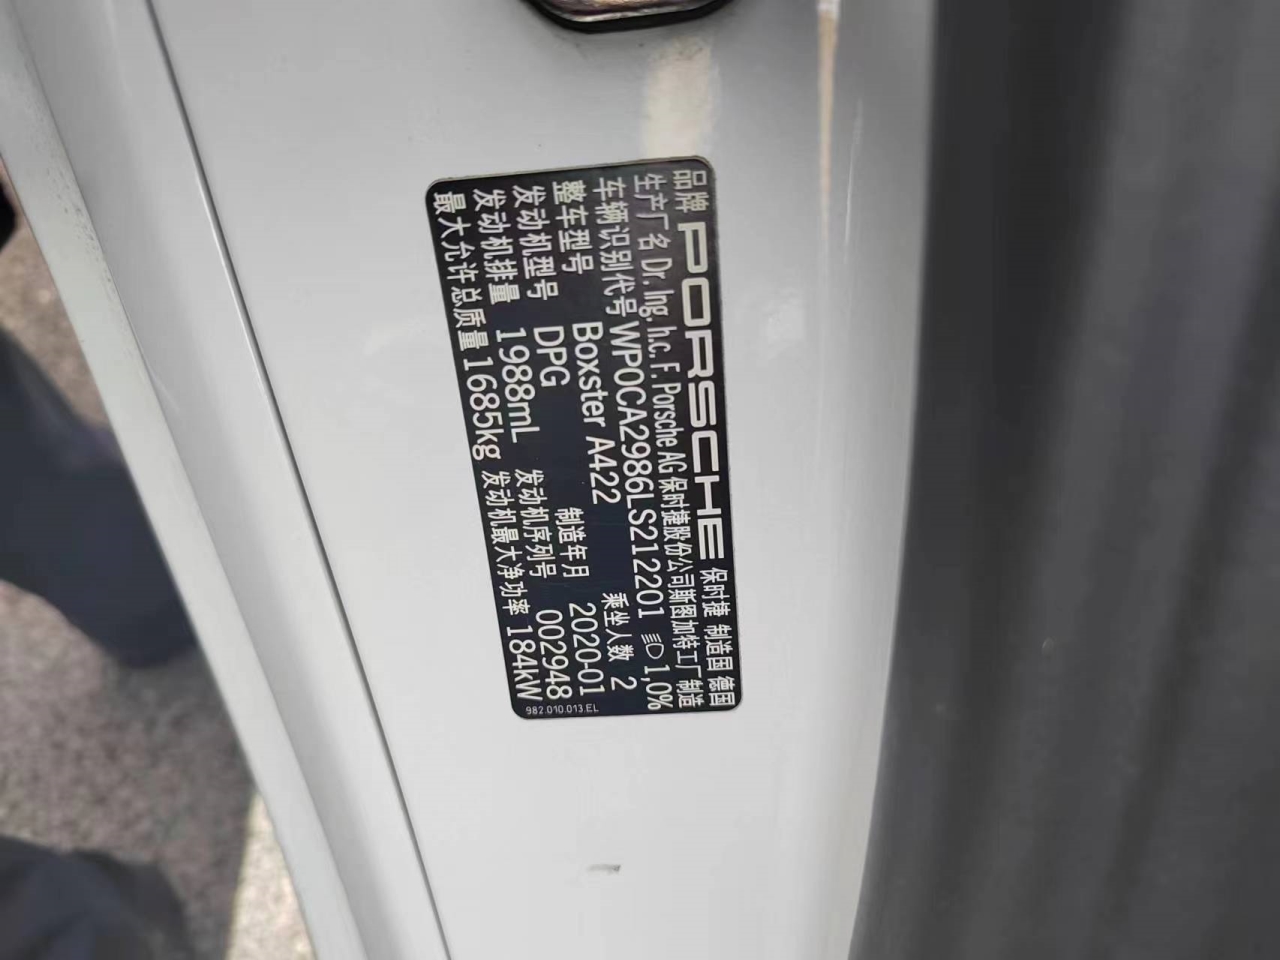 品牌 PORSCHE 保时捷 制造国 德国
生产厂名 Dr. Ing. h.c. F. Porsche AG 保时捷股份公司斯图加特工厂制造
车辆识别代号 WP0CA2986LS212201 1,0%
整车型号 Boxster A422 乘坐人数 2
发动机型号 DPG 制造年月 2020-01
发动机排量 1988mL 发动机序列号 002948
最大允许总质量 1685kg 发动机最大净功率 184kW
982.010.013.EL